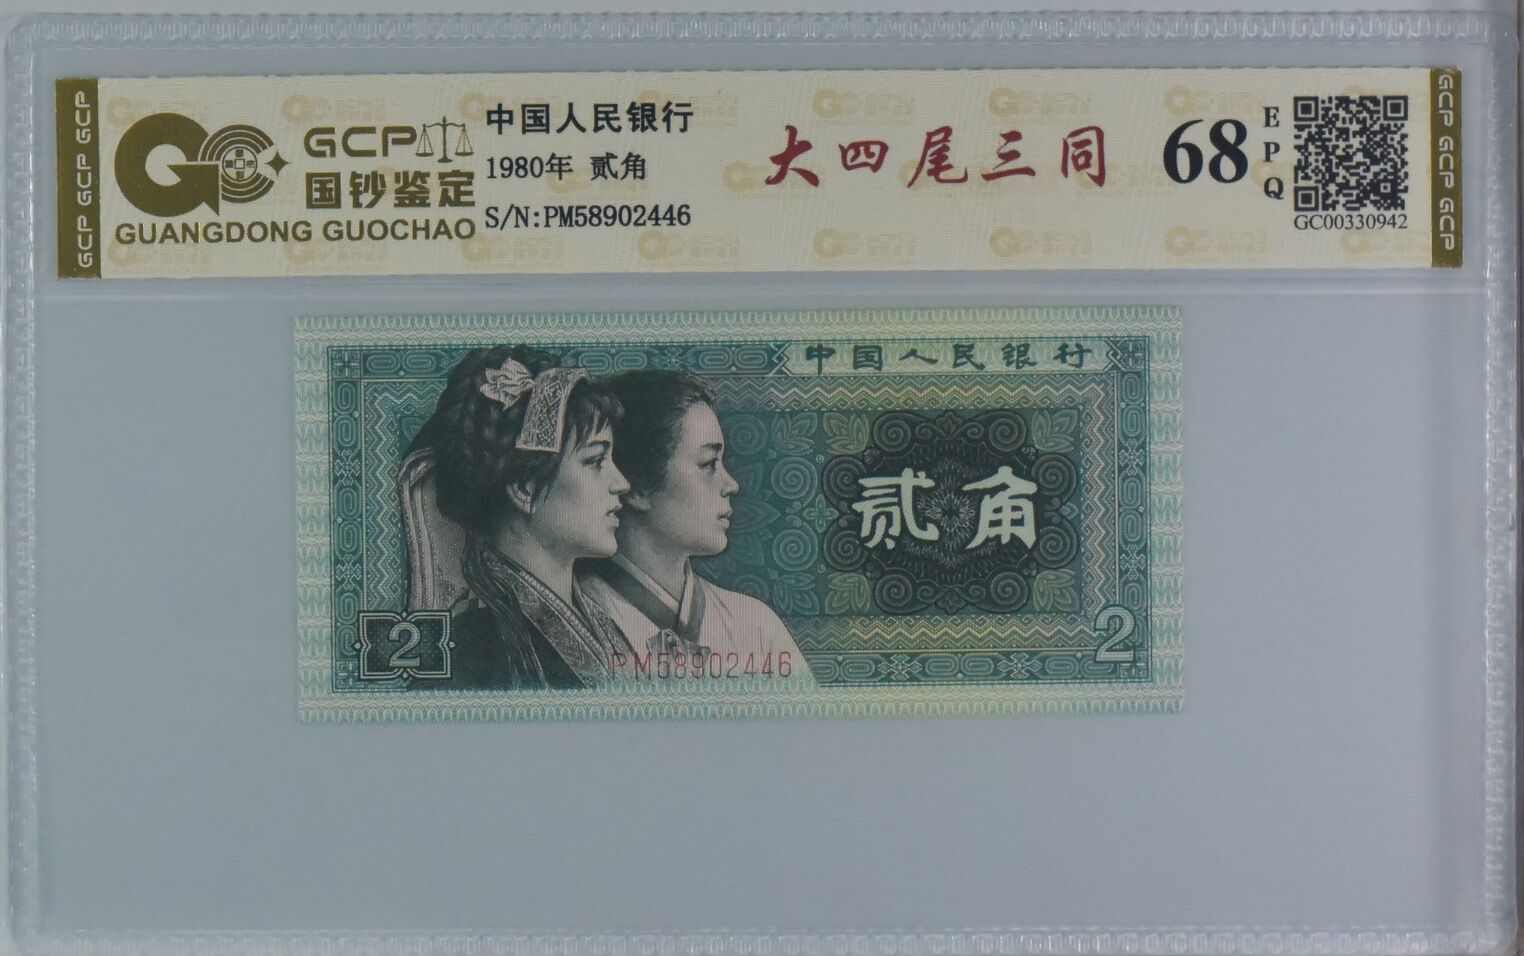 GCP GCP GCP
GCP
国钞鉴定
GUANGDONG GUOCHAO
中国人民银行
1980年 贰角
S/N:PM58902446
大四尾三同
68
EPQ
GC00330942
GCP GCP GCP
中国人民银行
贰角
2
2
PM58902446